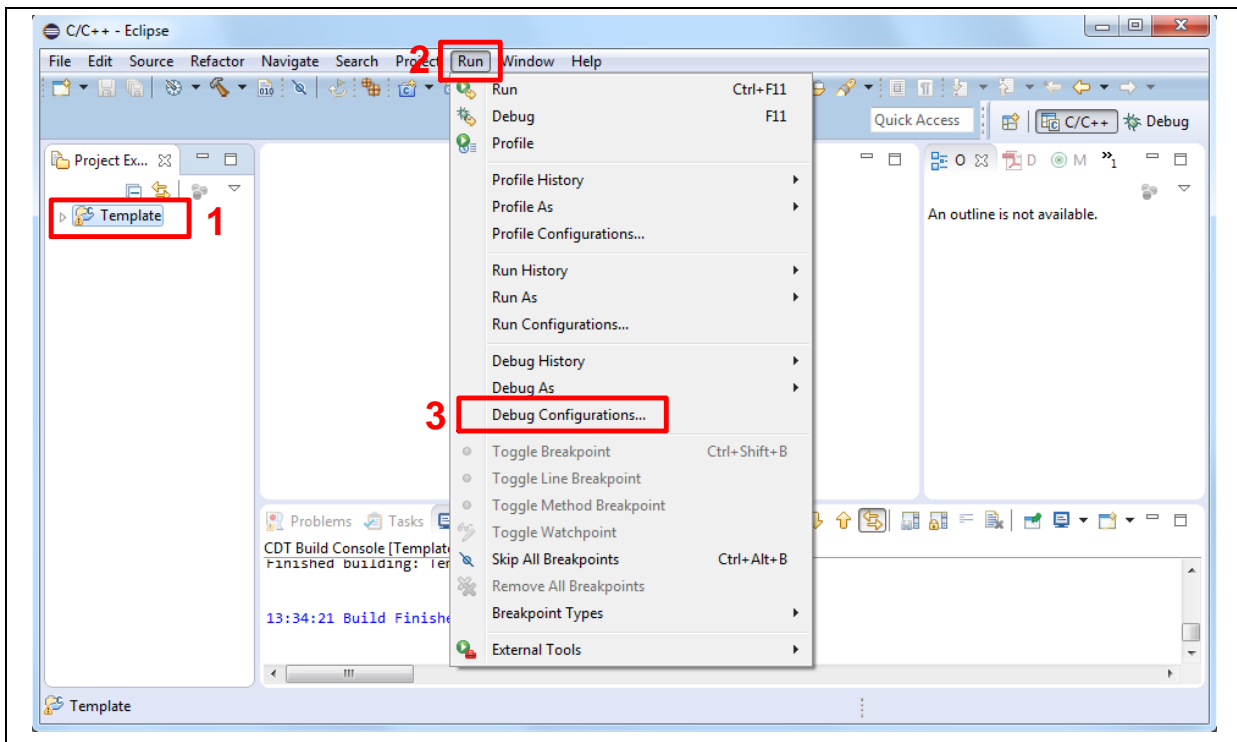 C/C++ - Eclipse
File Edit Source Refactor Navigate Search Project 2 Run Window Help
Run Ctrl+F11
Debug F11
Profile
Profile History
Profile As
Profile Configurations...
Run History
Run As
Run Configurations...
Debug History
Debug As
3 Debug Configurations...
Toggle Breakpoint Ctrl+Shift+B
Toggle Line Breakpoint
Toggle Method Breakpoint
Toggle Watchpoint
Skip All Breakpoints Ctrl+Alt+B
Remove All Breakpoints
Breakpoint Types
External Tools
Quick Access C/C++ Debug
Project Ex...
Template 1
O D M »1
An outline is not available.
Problems Tasks
CDT Build Console [Templat
Finished building: Te
13:34:21 Build Finishe
Template